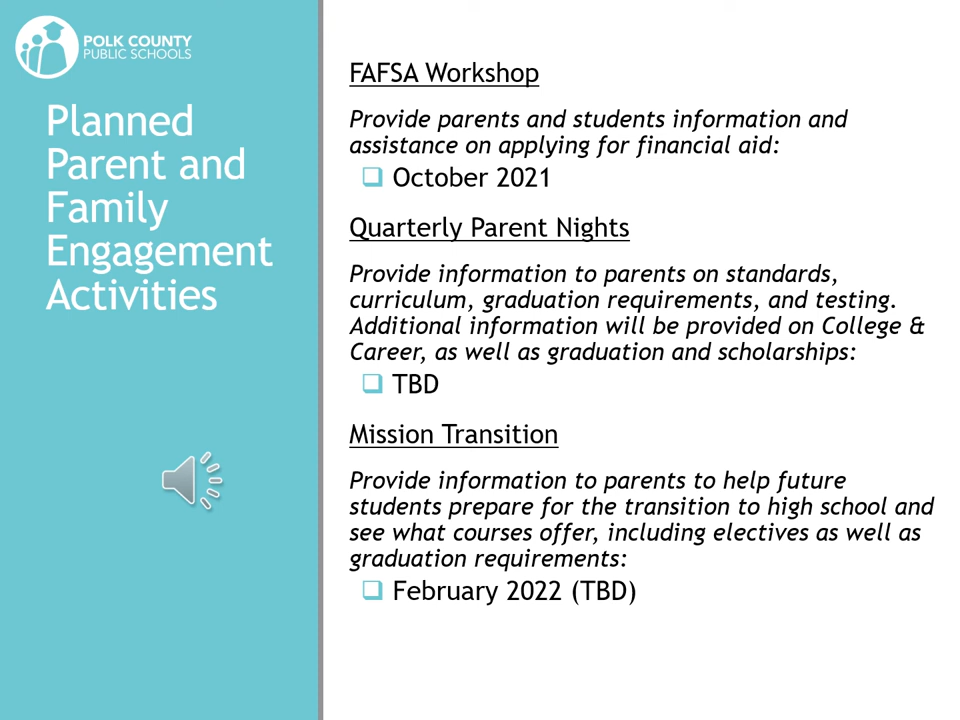 POLK COUNTY
PUBLIC SCHOOLS
Planned
Parent and
Family
Engagement
Activities
FAFSA Workshop
Provide parents and students information and
assistance on applying for financial aid:
October 2021
Quarterly Parent Nights
Provide information to parents on standards,
curriculum, graduation requirements, and testing.
Additional information will be provided on College &
Career, as well as graduation and scholarships:
TBD
Mission Transition
Provide information to parents to help future
students prepare for the transition to high school and
see what courses offer, including electives as well as
graduation requirements:
February 2022 (TBD)